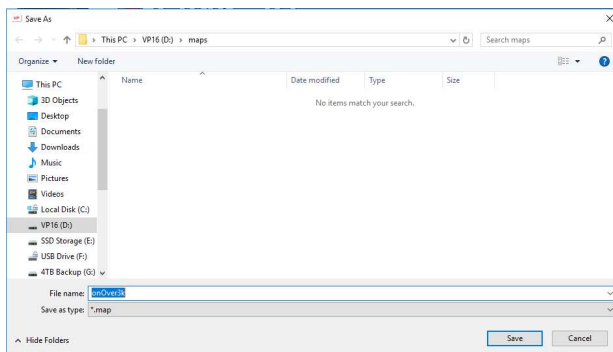 Save As
This PC > VP16 (D:) > maps
Search maps
Organize
New folder
Name
Date modified
Type
Size
No items match your search.
This PC
3D Objects
Desktop
Documents
Downloads
Music
Pictures
Videos
Local Disk (C:)
VP16 (D:)
SSD Storage (E:)
USB Drive (F:)
4TB Backup (G:)
File name: onOver3k
Save as type: *.map
Hide Folders
Save
Cancel